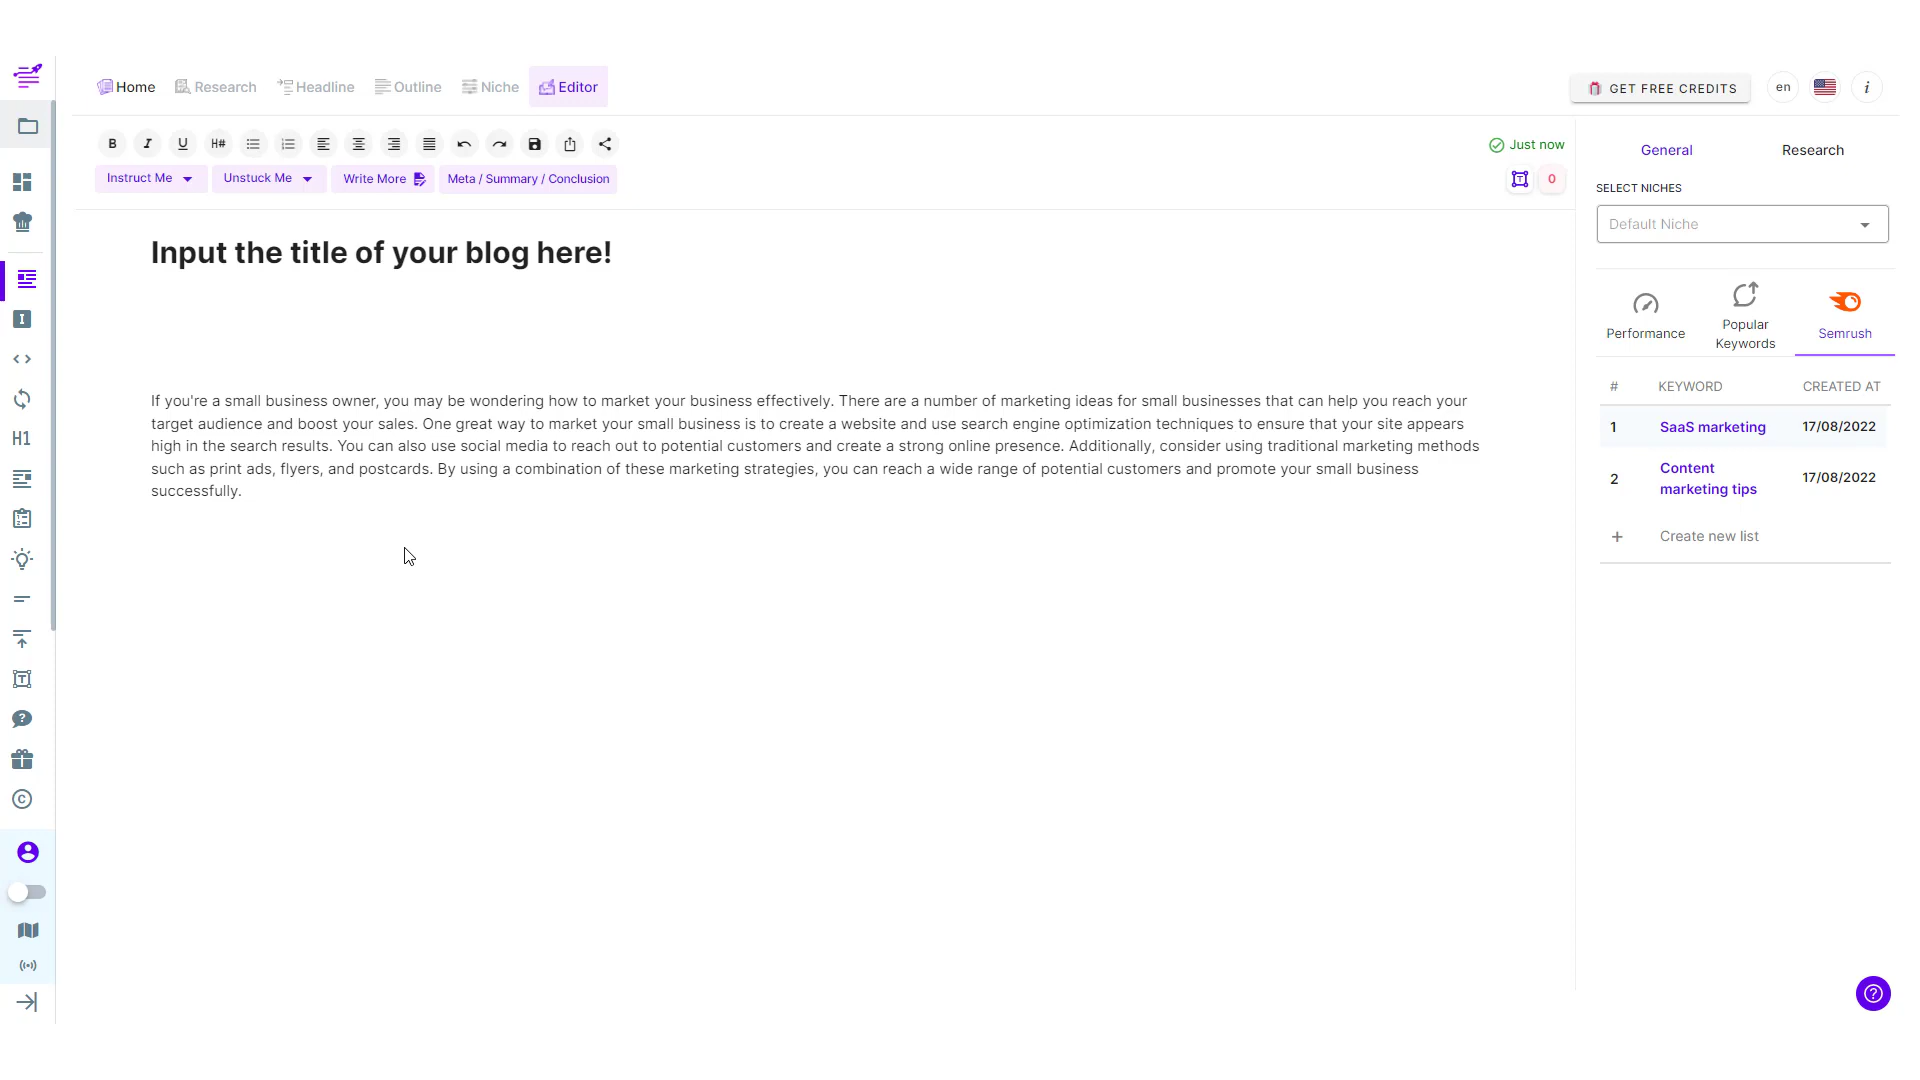 Home Research Headline Outline Niche Editor
GET FREE CREDITS en i
B I U H#
Just now
Instruct Me Unstuck Me Write More Meta / Summary / Conclusion
0
Input the title of your blog here!
If you're a small business owner, you may be wondering how to market your business effectively. There are a number of marketing ideas for small businesses that can help you reach your
target audience and boost your sales. One great way to market your small business is to create a website and use search engine optimization techniques to ensure that your site appears
high in the search results. You can also use social media to reach out to potential customers and create a strong online presence. Additionally, consider using traditional marketing methods
such as print ads, flyers, and postcards. By using a combination of these marketing strategies, you can reach a wide range of potential customers and promote your small business
successfully.
General Research
SELECT NICHES
Default Niche
Performance
Popular
Keywords
Semrush
# KEYWORD CREATED AT
1 SaaS marketing 17/08/2022
2 Content
marketing tips 17/08/2022
+ Create new list
H1